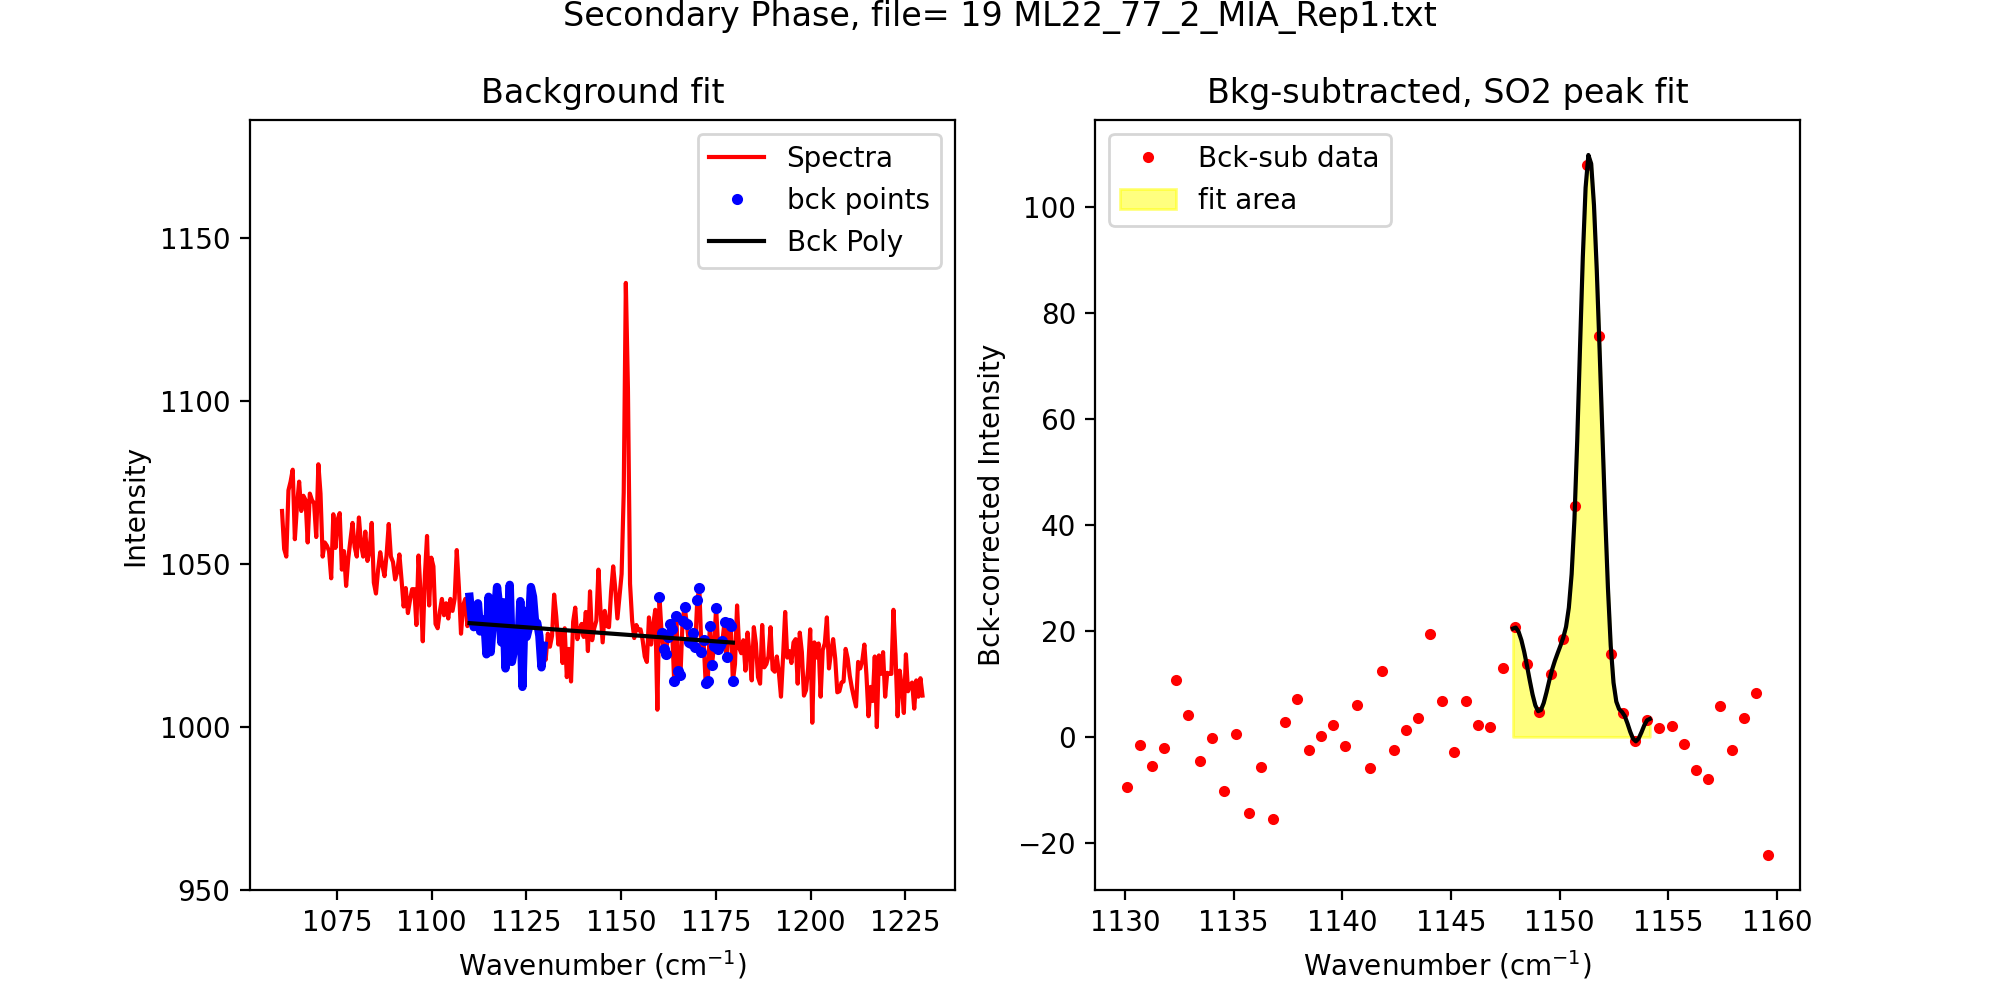 Secondary Phase, file= 19 ML22_77_2_MIA_Rep1.txt
Background fit
Spectra
bck points
Bck Poly
Intensity
1150
1100
1050
1000
950
1075 1100 1125 1150 1175 1200 1225
Wavenumber (cm⁻¹)
Bkg-subtracted, SO2 peak fit
Bck-sub data
fit area
Bck-corrected Intensity
100
80
60
40
20
0
−20
1130 1135 1140 1145 1150 1155 1160
Wavenumber (cm⁻¹)